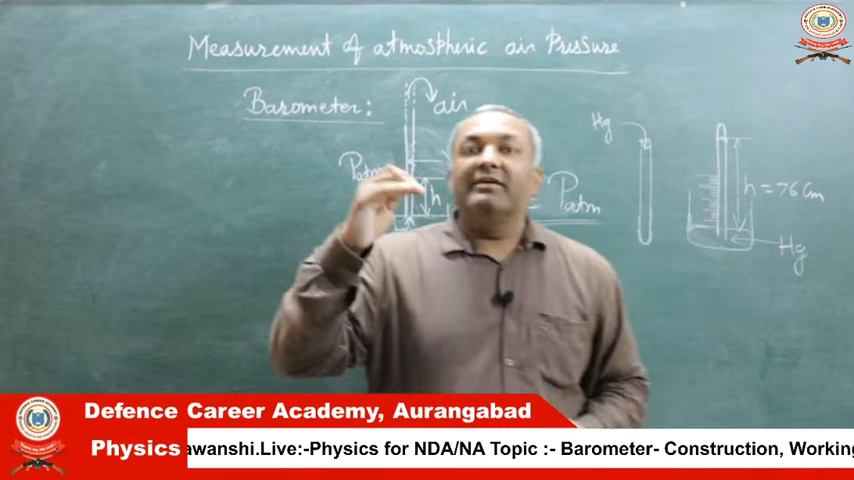 Measurement of atmospheric air Pressure
Barometer :
air
Patm
h
= Patm
Hg
h = 76 Cm
Hg
Defence Career Academy, Aurangabad
Physics
awanshi.Live:-Physics for NDA/NA Topic :- Barometer- Construction, Working